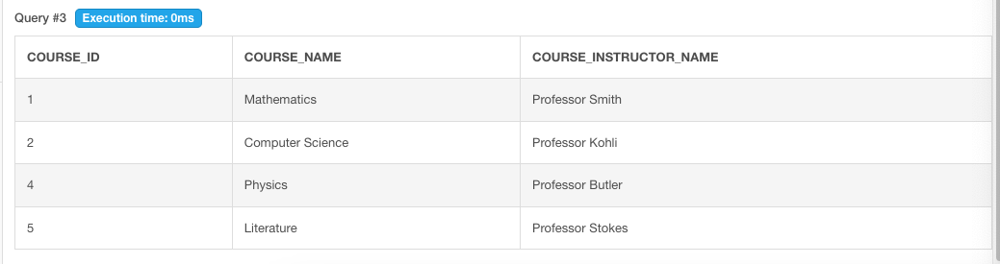 Query #3 Execution time: 0ms
COURSE_ID COURSE_NAME COURSE_INSTRUCTOR_NAME
1 Mathematics Professor Smith
2 Computer Science Professor Kohli
4 Physics Professor Butler
5 Literature Professor Stokes